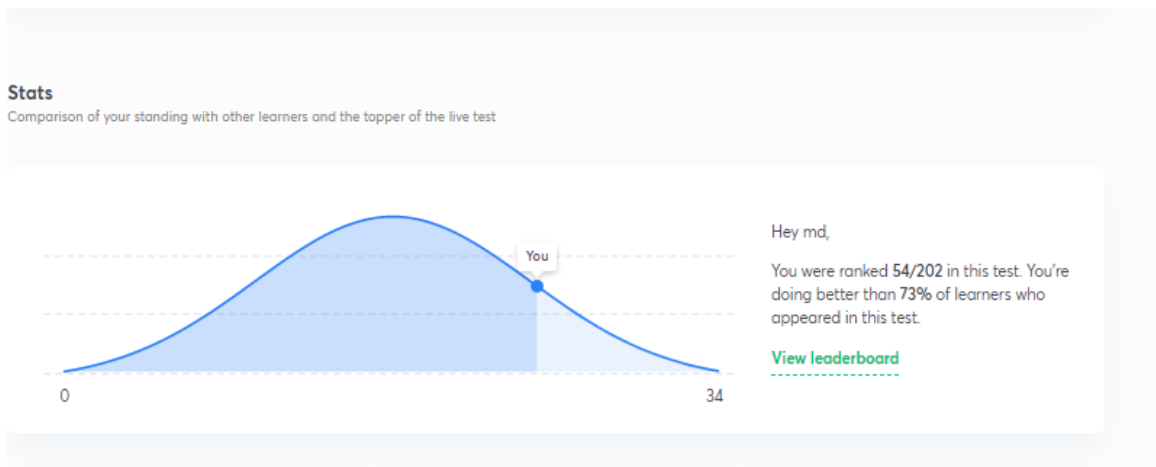 Stats
Comparison of your standing with other learners and the topper of the live test
You
0
34
Hey md,
You were ranked 54/202 in this test. You're
doing better than 73% of learners who
appeared in this test.
View leaderboard